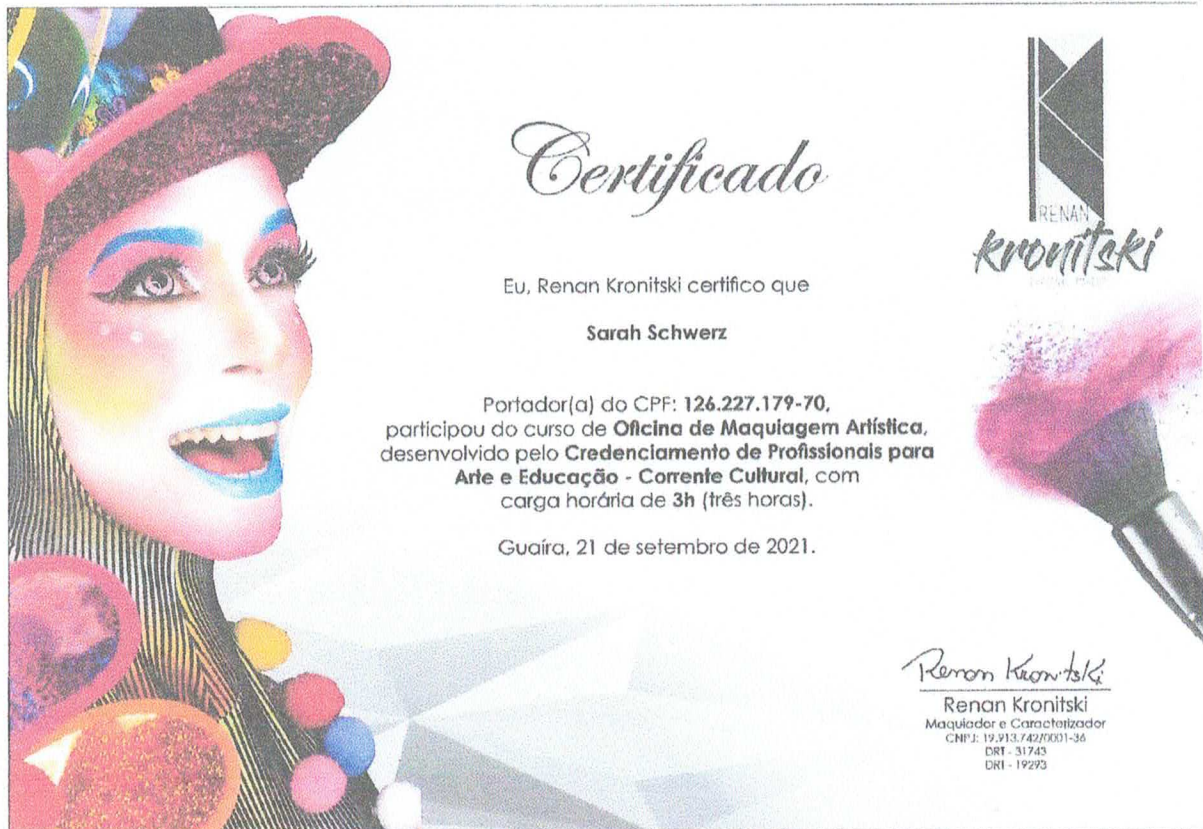 Certificado
RENAN
kronitski
Eu, Renan Kronitski certifico que
Sarah Schwerz
Portador(a) do CPF: 126.227.179-70,
participou do curso de Oficina de Maquiagem Artística,
desenvolvido pelo Credenciamento de Profissionais para
Arte e Educação - Corrente Cultural, com
carga horária de 3h (três horas).
Guaíra, 21 de setembro de 2021.
Renan Kronitski
Renan Kronitski
Maquiador e Caracterizador
CNPJ: 19.913.742/0001-36
DRT - 31743
DRT - 19293